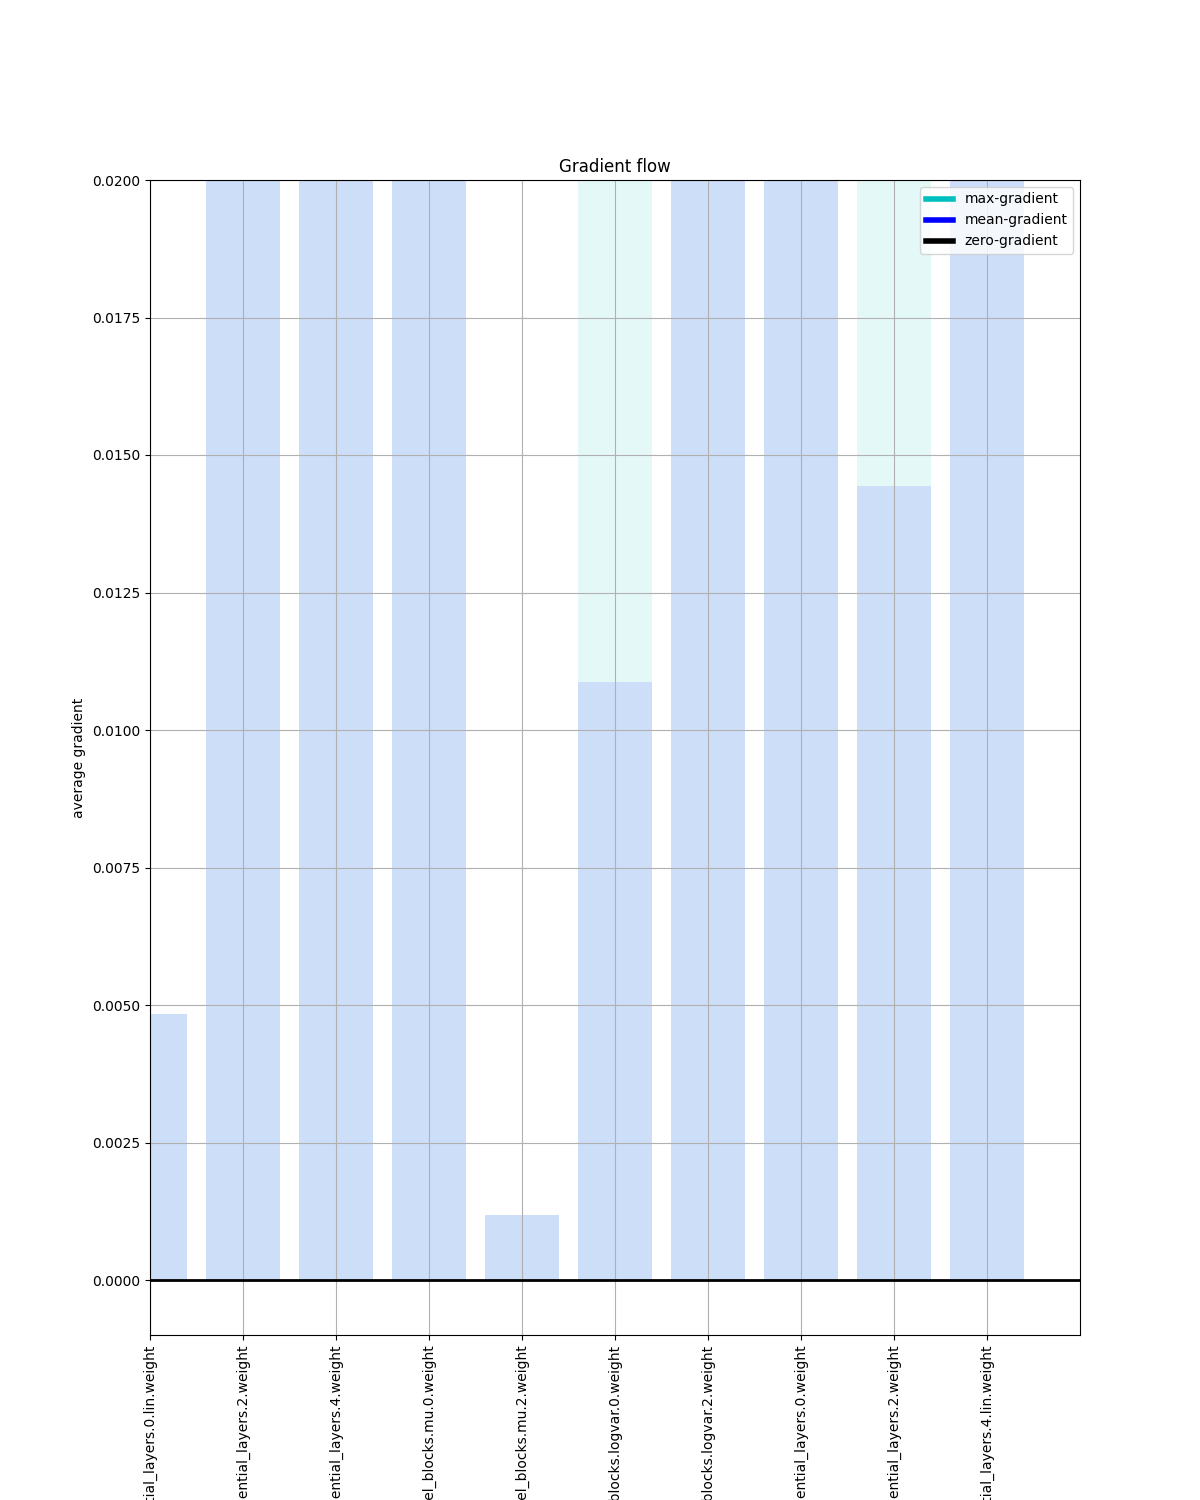 Gradient flow
max-gradient
mean-gradient
zero-gradient
0.0200
0.0175
0.0150
0.0125
0.0100
0.0075
0.0050
0.0025
0.0000
average gradient
tial_layers.0.lin.weight
ential_layers.2.weight
ential_layers.4.weight
el_blocks.mu.0.weight
el_blocks.mu.2.weight
blocks.logvar.0.weight
blocks.logvar.2.weight
ential_layers.0.weight
ential_layers.2.weight
tial_layers.4.lin.weight